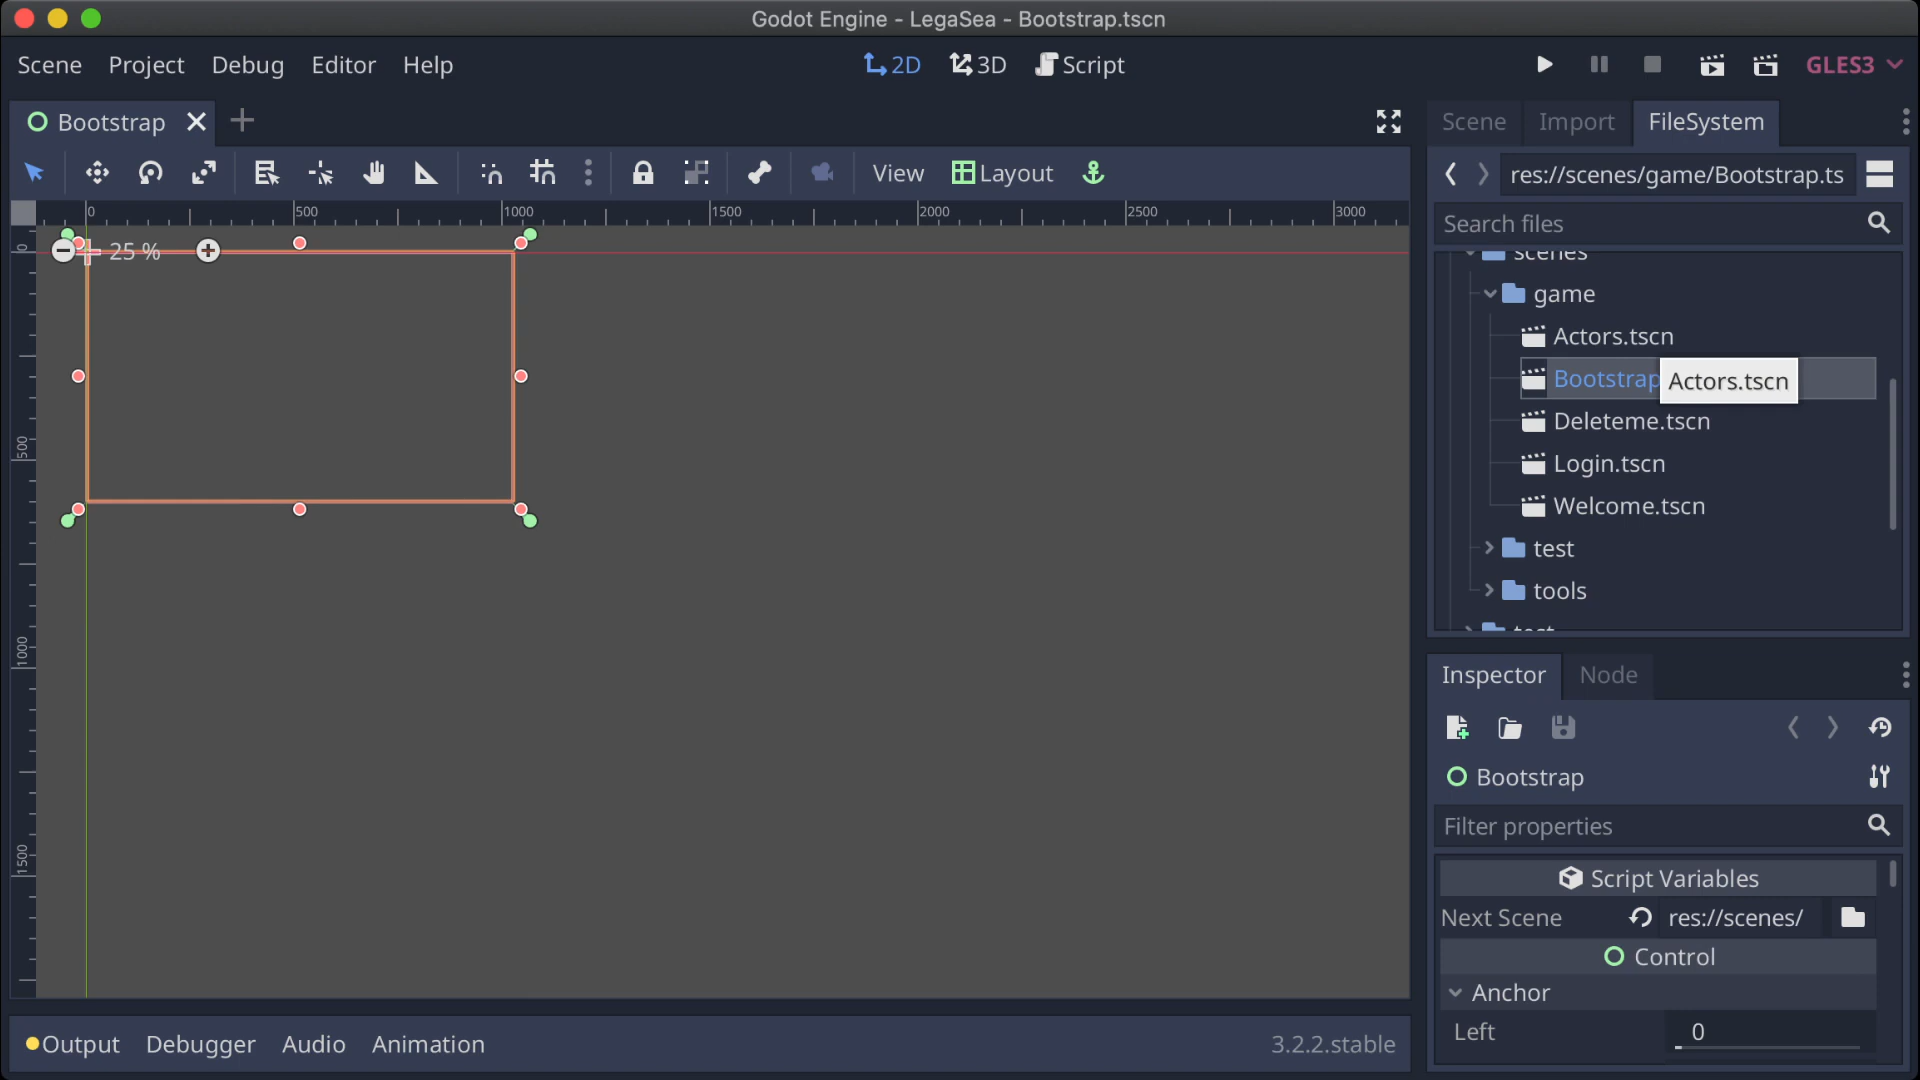 Godot Engine - LegaSea - Bootstrap.tscn
Scene Project Debug Editor Help
2D 3D Script
GLES3
Bootstrap
Scene Import FileSystem
View Layout
res://scenes/game/Bootstrap.ts
Search files
0 500 1000 1500 2000 2500 3000
0
500
1000
1500
25 %
scenes
game
Actors.tscn
Bootstrap
Actors.tscn
Deleteme.tscn
Login.tscn
Welcome.tscn
test
tools
test
Inspector Node
Bootstrap
Filter properties
Script Variables
Next Scene res://scenes/
Control
Anchor
Left 0
Output Debugger Audio Animation
3.2.2.stable